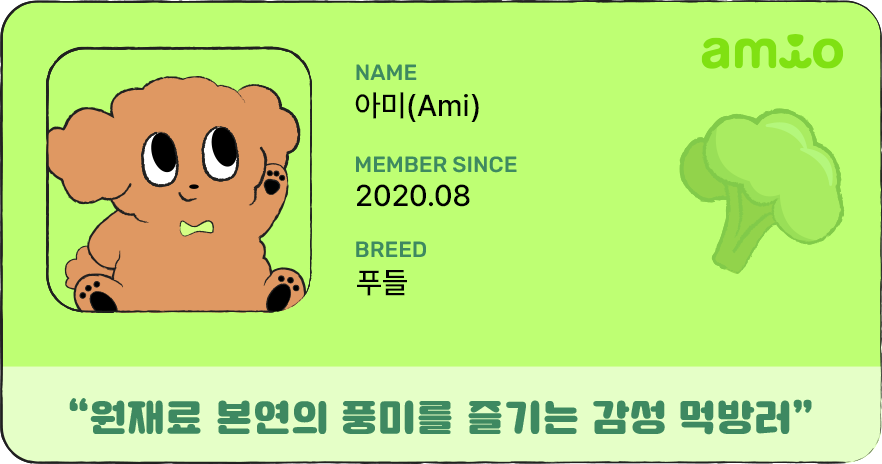 amio
NAME
아미(Ami)
MEMBER SINCE
2020.08
BREED
푸들
“원재료 본연의 풍미를 즐기는 감성 먹방러”